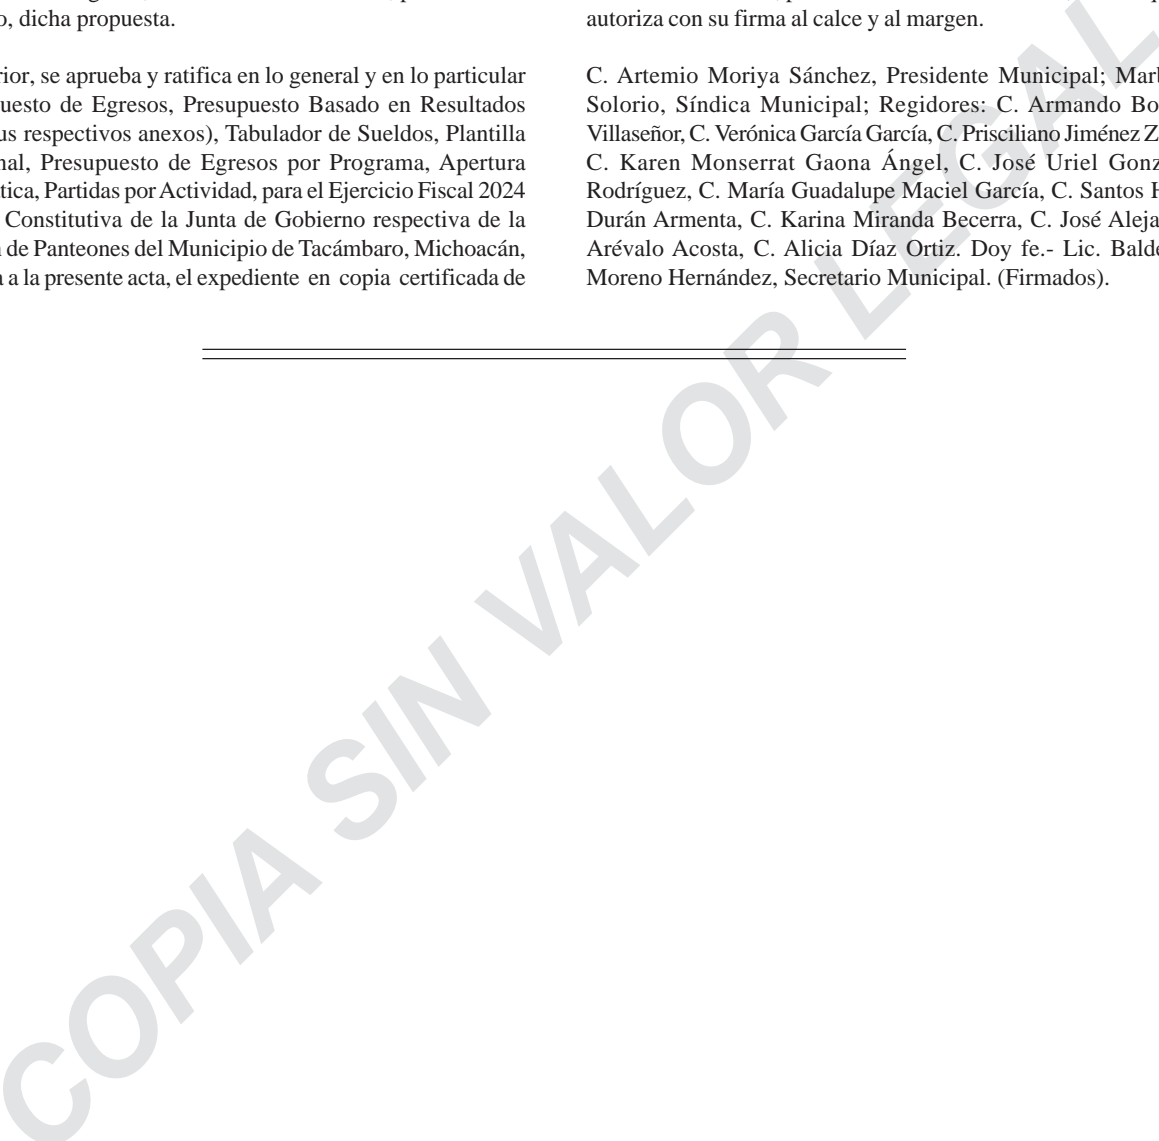 o, dicha propuesta.
rior, se aprueba y ratifica en lo general y en lo particular
uesto de Egresos, Presupuesto Basado en Resultados
us respectivos anexos), Tabulador de Sueldos, Plantilla
nal, Presupuesto de Egresos por Programa, Apertura
tica, Partidas por Actividad, para el Ejercicio Fiscal 2024
Constitutiva de la Junta de Gobierno respectiva de la
n de Panteones del Municipio de Tacámbaro, Michoacán,
a a la presente acta, el expediente en copia certificada de
autoriza con su firma al calce y al margen.
C. Artemio Moriya Sánchez, Presidente Municipal; Marb
Solorio, Síndica Municipal; Regidores: C. Armando Bo
Villaseñor, C. Verónica García García, C. Prisciliano Jiménez Z
C. Karen Monserrat Gaona Ángel, C. José Uriel Gonz
Rodríguez, C. María Guadalupe Maciel García, C. Santos H
Durán Armenta, C. Karina Miranda Becerra, C. José Aleja
Arévalo Acosta, C. Alicia Díaz Ortiz. Doy fe.- Lic. Balde
Moreno Hernández, Secretario Municipal. (Firmados).
COPIA SIN VALOR LEGAL